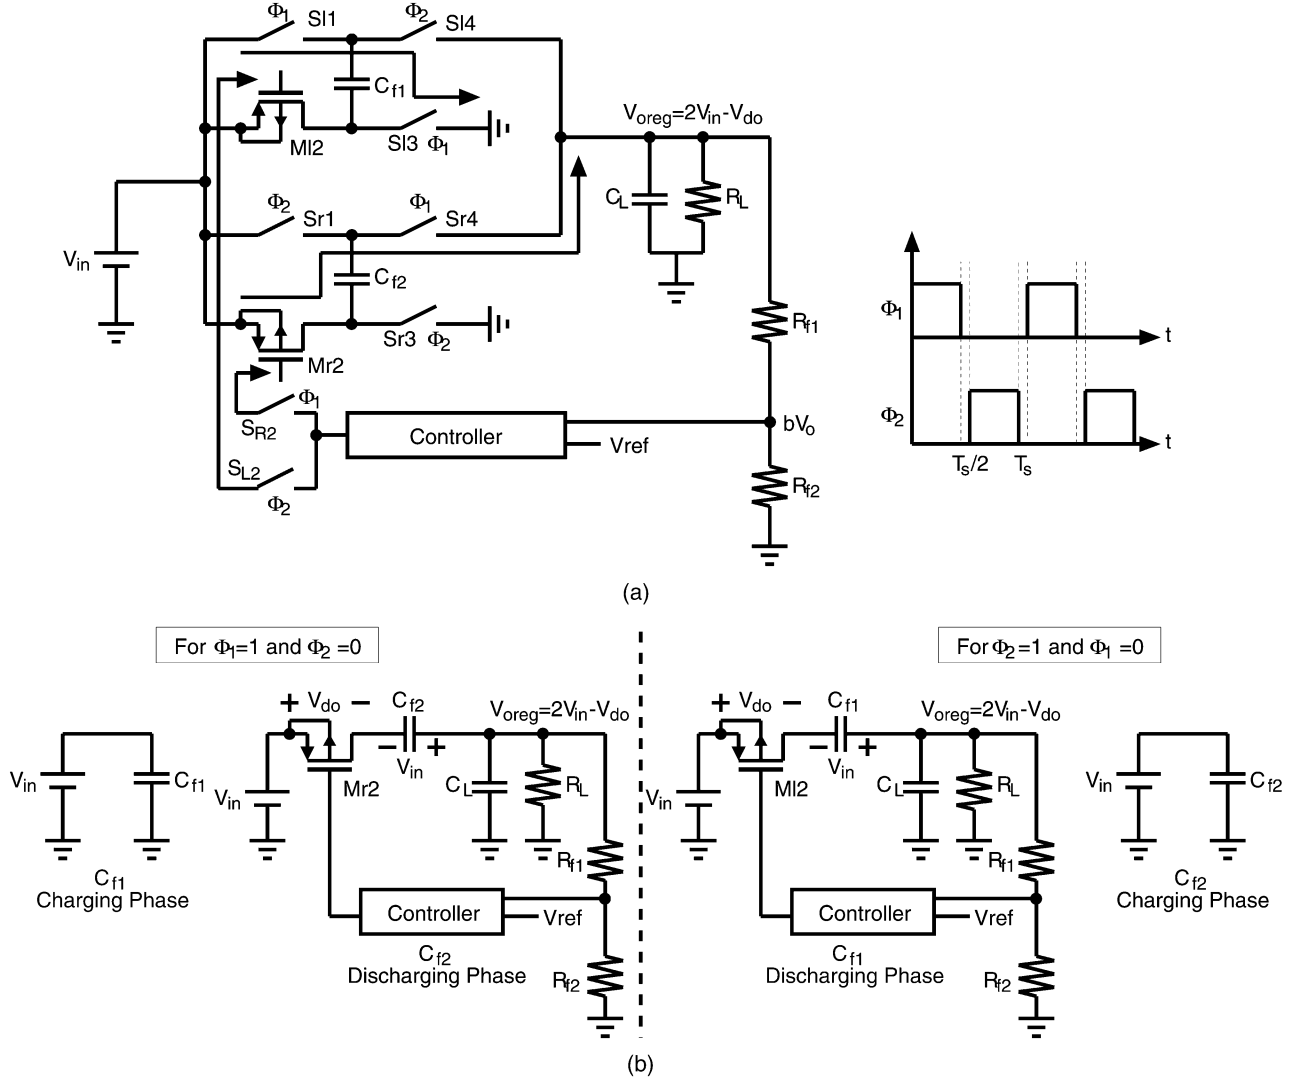 Φ1 Sl1 Φ2 Sl4
Cf1
Ml2 Sl3 Φ1
Voreg=2Vin-Vdo
CL RL
Φ2 Sr1 Φ1 Sr4
Vin
Cf2
Sr3 Φ2
Mr2
Rf1
Φ1
SR2
Controller
bVo
Vref
SL2
Φ2
Rf2
Φ1 t
Φ2 t
Ts/2 Ts
(a)
For Φ1=1 and Φ2 =0
Vin Cf1
Cf1
Charging Phase
+ Vdo − Cf2
Voreg=2Vin-Vdo
− +
Vin
Mr2
Vin
CL RL
Rf1
Controller
Vref
Cf2
Discharging Phase
Rf2
For Φ2=1 and Φ1 =0
+ Vdo − Cf1
Voreg=2Vin-Vdo
− +
Vin
Ml2
Vin
CL RL
Rf1
Controller
Vref
Cf1
Discharging Phase
Rf2
Vin Cf2
Cf2
Charging Phase
(b)